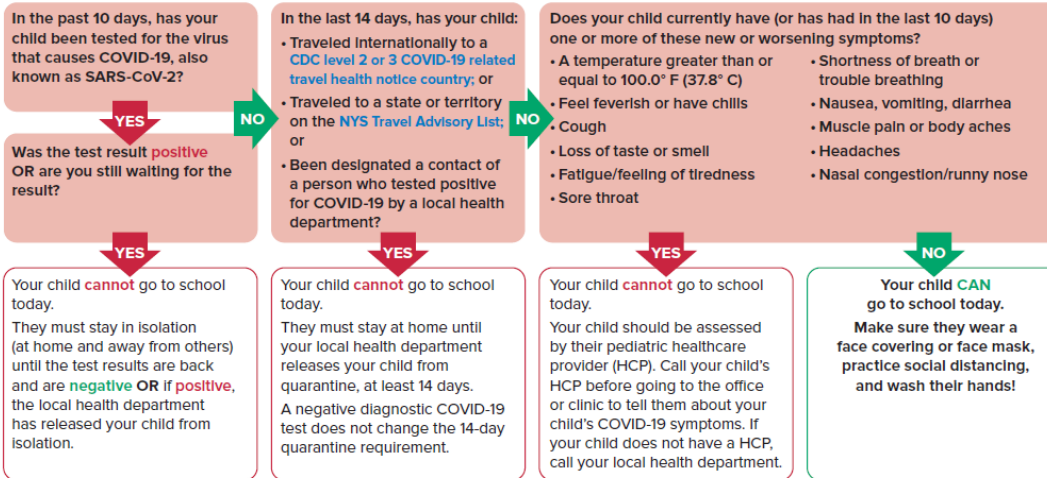 In the past 10 days, has your
child been tested for the virus
that causes COVID-19, also
known as SARS-CoV-2?
YES
NO
Was the test result positive
OR are you still waiting for the
result?
YES
Your child cannot go to school
today.
They must stay in isolation
(at home and away from others)
until the test results are back
and are negative OR if positive,
the local health department
has released your child from
isolation.
In the last 14 days, has your child:
• Traveled internationally to a
CDC level 2 or 3 COVID-19 related
travel health notice country; or
• Traveled to a state or territory
on the NYS Travel Advisory List;
or
• Been designated a contact of
a person who tested positive
for COVID-19 by a local health
department?
NO
YES
Your child cannot go to school
today.
They must stay at home until
your local health department
releases your child from
quarantine, at least 14 days.
A negative diagnostic COVID-19
test does not change the 14-day
quarantine requirement.
Does your child currently have (or has had in the last 10 days)
one or more of these new or worsening symptoms?
• A temperature greater than or
equal to 100.0° F (37.8° C)
• Feel feverish or have chills
• Cough
• Loss of taste or smell
• Fatigue/feeling of tiredness
• Sore throat
• Shortness of breath or
trouble breathing
• Nausea, vomiting, diarrhea
• Muscle pain or body aches
• Headaches
• Nasal congestion/runny nose
YES
Your child cannot go to school
today.
Your child should be assessed
by their pediatric healthcare
provider (HCP). Call your child's
HCP before going to the office
or clinic to tell them about your
child's COVID-19 symptoms. If
your child does not have a HCP,
call your local health department.
NO
Your child CAN
go to school today.
Make sure they wear a
face covering or face mask,
practice social distancing,
and wash their hands!